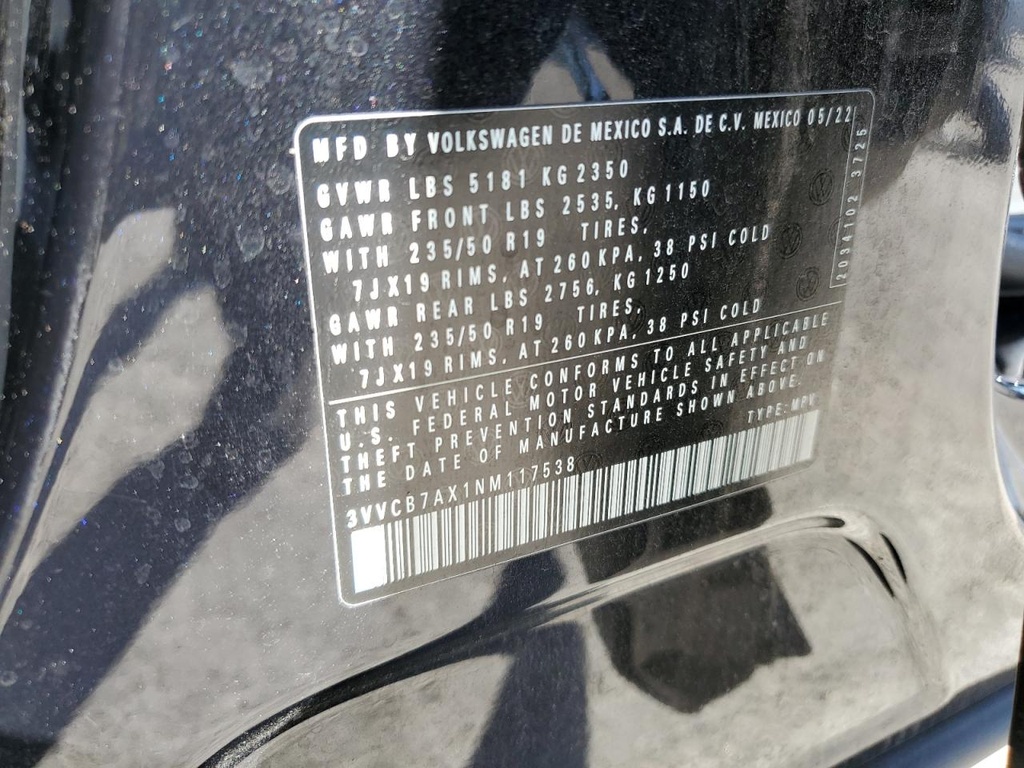 MFD BY VOLKSWAGEN DE MEXICO S.A. DE C.V. MEXICO 05/22
GVWR LBS 5181 KG 2350
GAWR FRONT LBS 2535, KG 1150
WITH 235/50 R19 TIRES,
7JX19 RIMS, AT 260 KPA, 38 PSI COLD
GAWR REAR LBS 2756, KG 1250
WITH 235/50 R19 TIRES,
7JX19 RIMS, AT 260 KPA, 38 PSI COLD
THIS VEHICLE CONFORMS TO ALL APPLICABLE
U.S. FEDERAL MOTOR VEHICLE SAFETY AND
THEFT PREVENTION STANDARDS IN EFFECT ON
THE DATE OF MANUFACTURE SHOWN ABOVE.
TYPE: MPV
3VVCB7AX1NM117538
2034102 3725